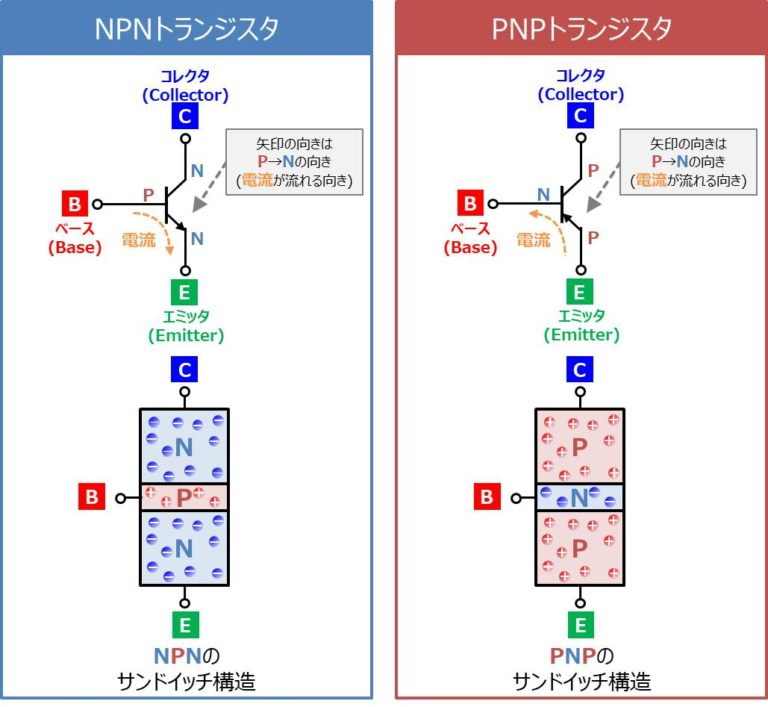 NPNトランジスタ
コレクタ
(Collector)
C
矢印の向きは
P→Nの向き
(電流が流れる向き)
N
P
B
ベース
(Base)
電流
N
E
エミッタ
(Emitter)
C
N
B
P
N
E
NPNの
サンドイッチ構造
PNPトランジスタ
コレクタ
(Collector)
C
矢印の向きは
P→Nの向き
(電流が流れる向き)
P
N
B
ベース
(Base)
電流
P
E
エミッタ
(Emitter)
C
P
B
N
P
E
PNPの
サンドイッチ構造